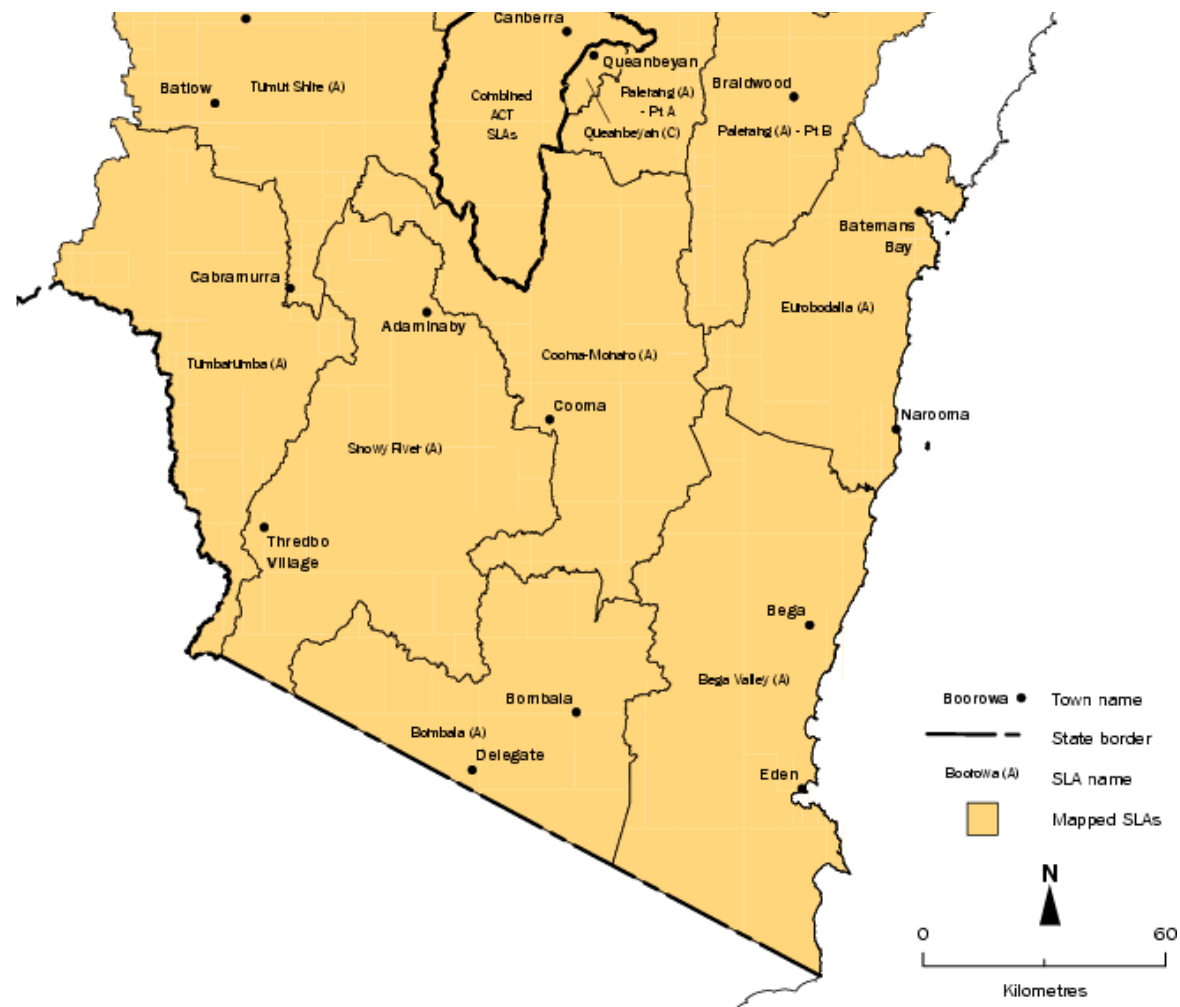 Canberra
Queanbeyan
Batlow
Tumut Shire (A)
Combined
ACT
SLAs
Palerang (A)
- Pt A
Queanbeyan (C)
Braidwood
Palerang (A) - Pt B
Batemans
Bay
Cabramurra
Adaminaby
Eurobodalla (A)
Tumbarumba (A)
Cooma-Monaro (A)
Cooma
Narooma
Snowy River (A)
Thredbo
Village
Bega
Bega Valley (A)
Bombala
Bombala (A)
Delegate
Eden
Boorowa
Town name
State border
Boorowa (A)
SLA name
Mapped SLAs
N
0
60
Kilometres